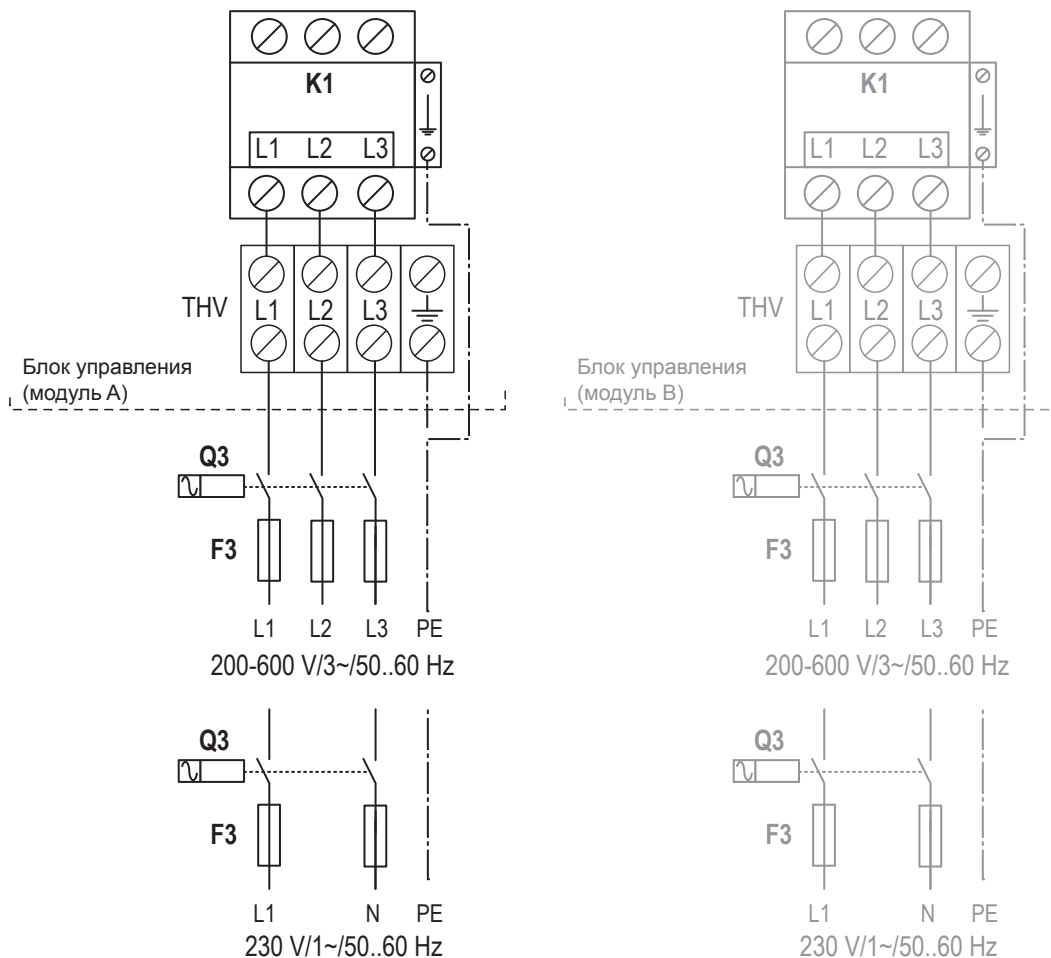 K1
L1 L2 L3
THV
L1 L2 L3
Блок управления
(модуль A)
Q3
F3
L1 L2 L3 PE
200-600 V/3~/50..60 Hz
Q3
F3
L1 N PE
230 V/1~/50..60 Hz
K1
L1 L2 L3
THV
L1 L2 L3
Блок управления
(модуль B)
Q3
F3
L1 L2 L3 PE
200-600 V/3~/50..60 Hz
Q3
F3
L1 N PE
230 V/1~/50..60 Hz